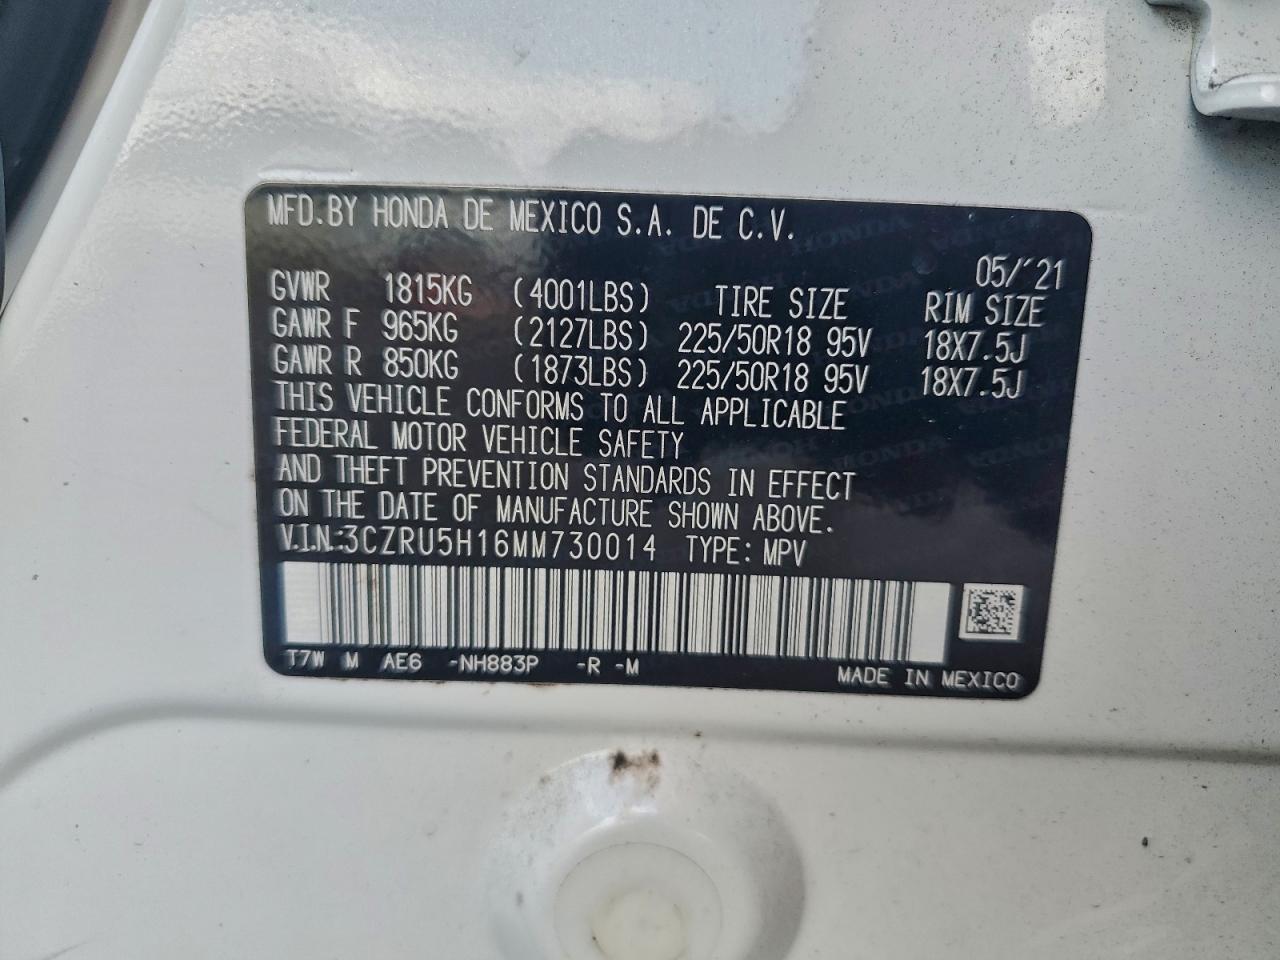 MFD.BY HONDA DE MEXICO S.A. DE C.V.
05/'21
GVWR 1815KG (4001LBS) TIRE SIZE RIM SIZE
GAWR F 965KG (2127LBS) 225/50R18 95V 18X7.5J
GAWR R 850KG (1873LBS) 225/50R18 95V 18X7.5J
THIS VEHICLE CONFORMS TO ALL APPLICABLE
FEDERAL MOTOR VEHICLE SAFETY
AND THEFT PREVENTION STANDARDS IN EFFECT
ON THE DATE OF MANUFACTURE SHOWN ABOVE.
V.I.N:3CZRU5H16MM730014 TYPE: MPV
T7W M AE6 -NH883P -R -M MADE IN MEXICO